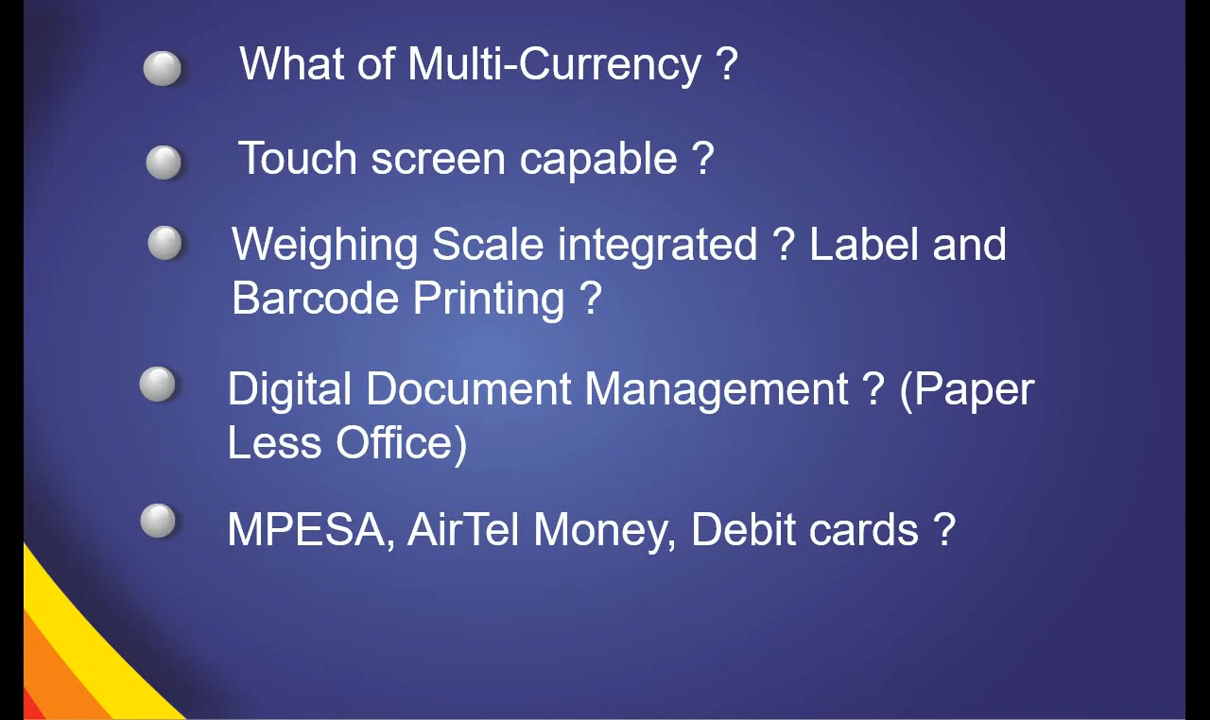 What of Multi-Currency ?
Touch screen capable ?
Weighing Scale integrated ? Label and
Barcode Printing ?
Digital Document Management ? (Paper
Less Office)
MPESA, AirTel Money, Debit cards ?